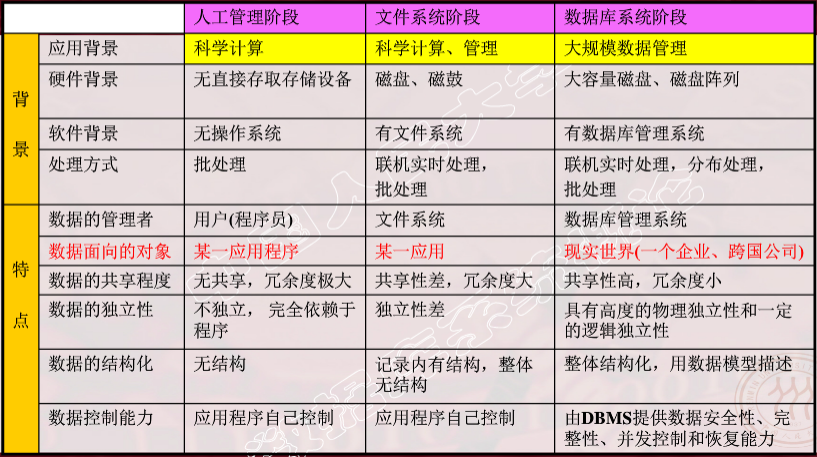 人工管理阶段 文件系统阶段 数据库系统阶段
背景
应用背景 科学计算 科学计算、管理 大规模数据管理
硬件背景 无直接存取存储设备 磁盘、磁鼓 大容量磁盘、磁盘阵列
软件背景 无操作系统 有文件系统 有数据库管理系统
处理方式 批处理 联机实时处理， 联机实时处理，分布处理，
批处理 批处理
特点
数据的管理者 用户(程序员) 文件系统 数据库管理系统
数据面向的对象 某一应用程序 某一应用 现实世界(一个企业、跨国公司)
数据的共享程度 无共享，冗余度极大 共享性差，冗余度大 共享性高，冗余度小
数据的独立性 不独立， 完全依赖于 独立性差 具有高度的物理独立性和一定
程序 的逻辑独立性
数据的结构化 无结构 记录内有结构，整体 整体结构化，用数据模型描述
无结构
数据控制能力 应用程序自己控制 应用程序自己控制 由DBMS提供数据安全性、完
整性、并发控制和恢复能力